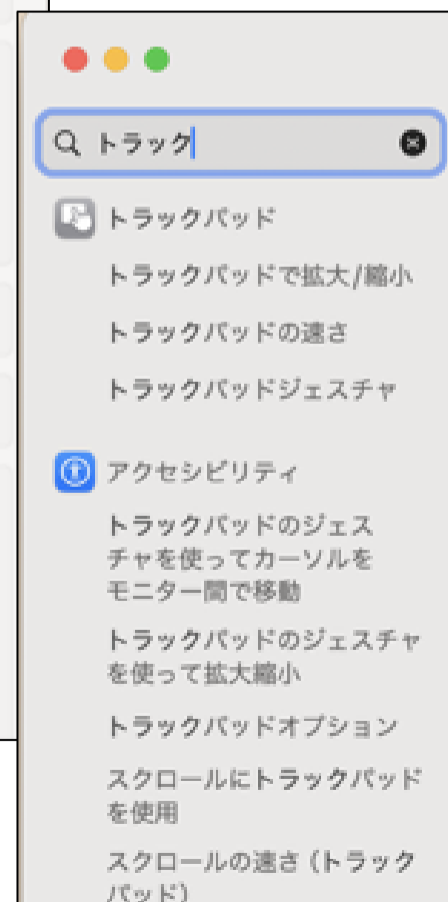 トラック
トラックパッド
トラックパッドで拡大/縮小
トラックパッドの速さ
トラックパッドジェスチャ
アクセシビリティ
トラックパッドのジェス
チャを使ってカーソルを
モニター間で移動
トラックパッドのジェスチャ
を使って拡大縮小
トラックパッドオプション
スクロールにトラックパッド
を使用
スクロールの速さ（トラック
パッド）